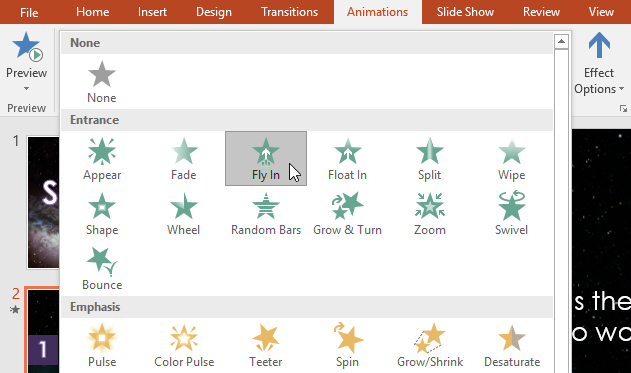 File Home Insert Design Transitions Animations Slide Show Review View
Preview
Preview
Effect
Options
None
None
Entrance
Appear Fade Fly In Float In Split Wipe
Shape Wheel Random Bars Grow & Turn Zoom Swivel
Bounce
Emphasis
Pulse Color Pulse Teeter Spin Grow/Shrink Desaturate
1
S
2
1
s the
o wo